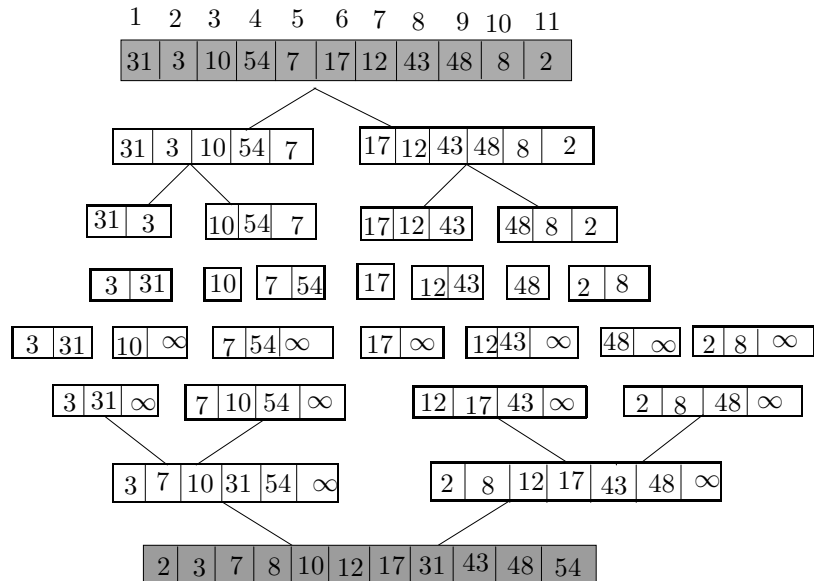 1 2 3 4 5 6 7 8 9 10 11
31 3 10 54 7 17 12 43 48 8 2
31 3 10 54 7 17 12 43 48 8 2
31 3 10 54 7 17 12 43 48 8 2
3 31 10 7 54 17 12 43 48 2 8
3 31 10 ∞ 7 54 ∞ 17 ∞ 12 43 ∞ 48 ∞ 2 8 ∞
3 31 ∞ 7 10 54 ∞ 12 17 43 ∞ 2 8 48 ∞
3 7 10 31 54 ∞ 2 8 12 17 43 48 ∞
2 3 7 8 10 12 17 31 43 48 54